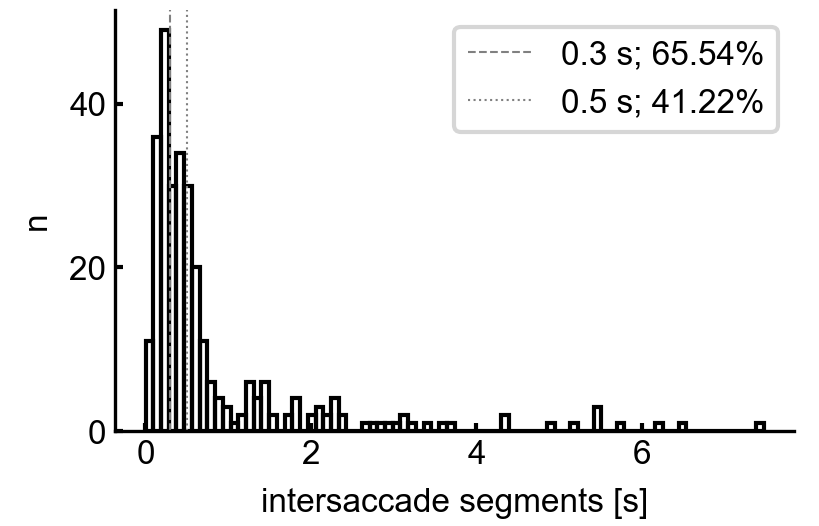 0.3 s; 65.54%
0.5 s; 41.22%
40
20
0
n
0 2 4 6
intersaccade segments [s]